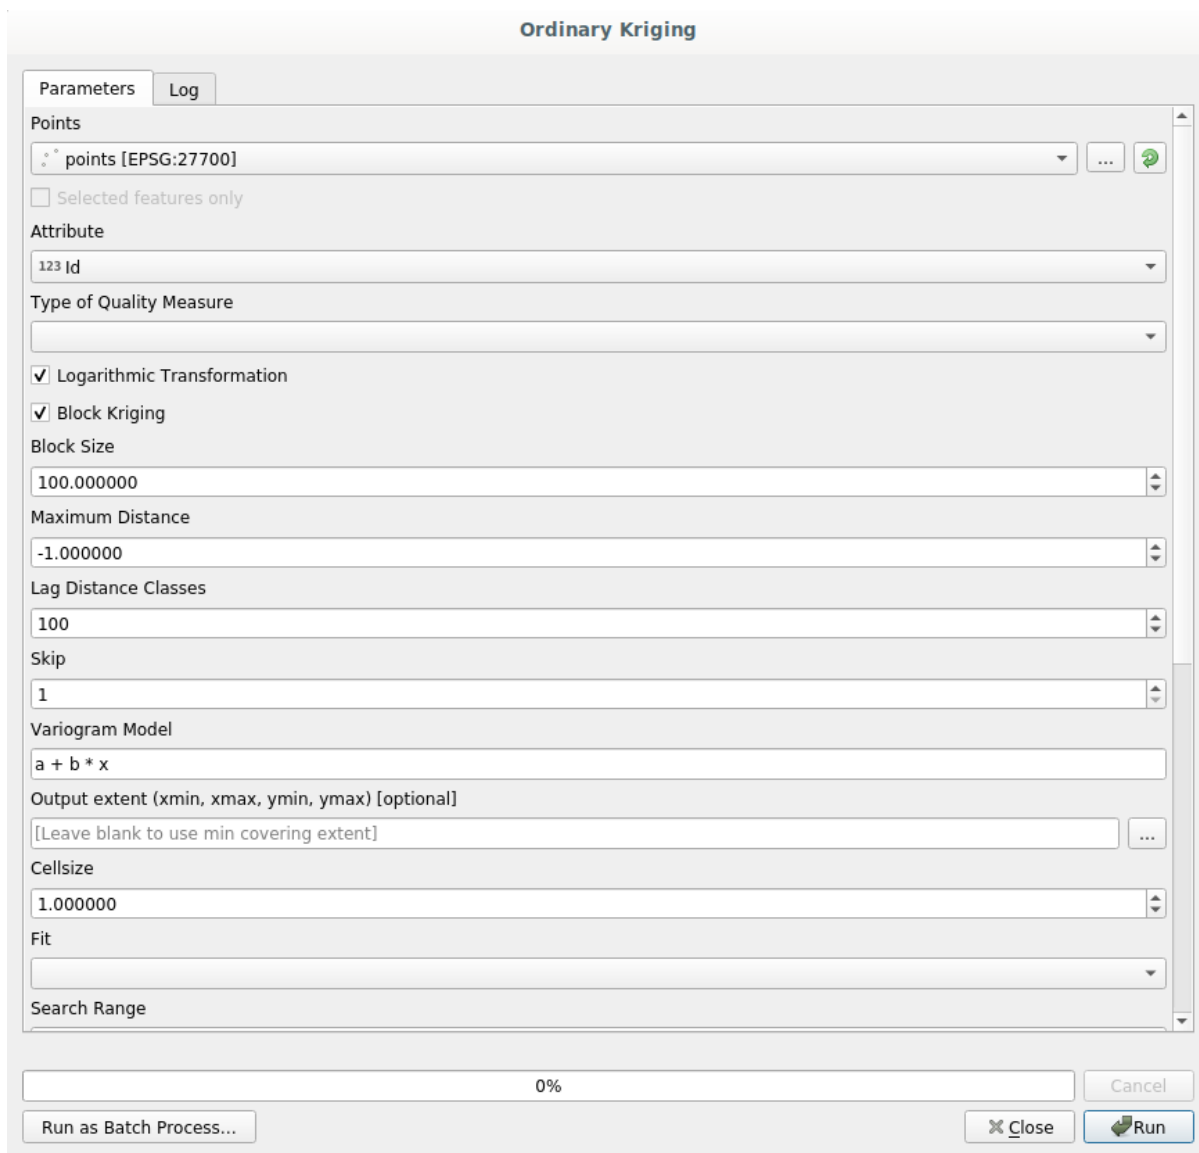 Ordinary Kriging
Parameters
Log
Points
points [EPSG:27700]
...
Selected features only
Attribute
123 Id
Type of Quality Measure
Logarithmic Transformation
Block Kriging
Block Size
100.000000
Maximum Distance
-1.000000
Lag Distance Classes
100
Skip
1
Variogram Model
a + b * x
Output extent (xmin, xmax, ymin, ymax) [optional]
[Leave blank to use min covering extent]
...
Cellsize
1.000000
Fit
Search Range
0%
Cancel
Run as Batch Process...
Close
Run